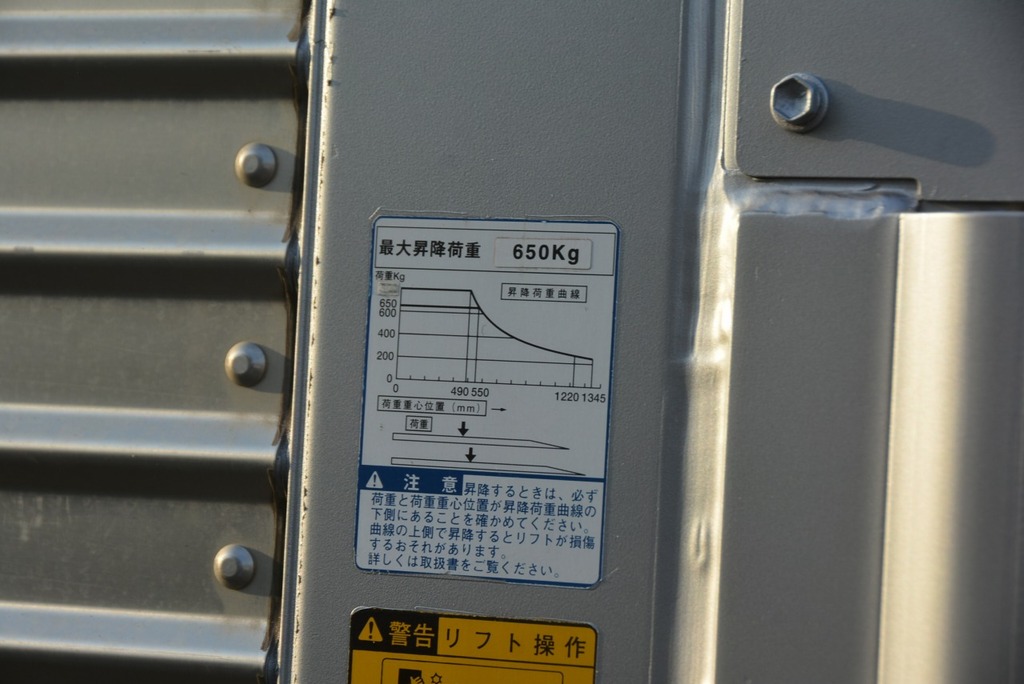 最大昇降荷重 650Kg
荷重Kg
昇降荷重曲線
650
600
400
200
0
0 490 550 1220 1345
荷重重心位置(mm) →
荷重
⚠ 注意 昇降するときは、必ず
荷重と荷重重心位置が昇降荷重曲線の
下側にあることを確かめてください。
曲線の上側で昇降するとリフトが損傷
するおそれがあります。
詳しくは取扱書をご覧ください。
⚠ 警告 リフト操作